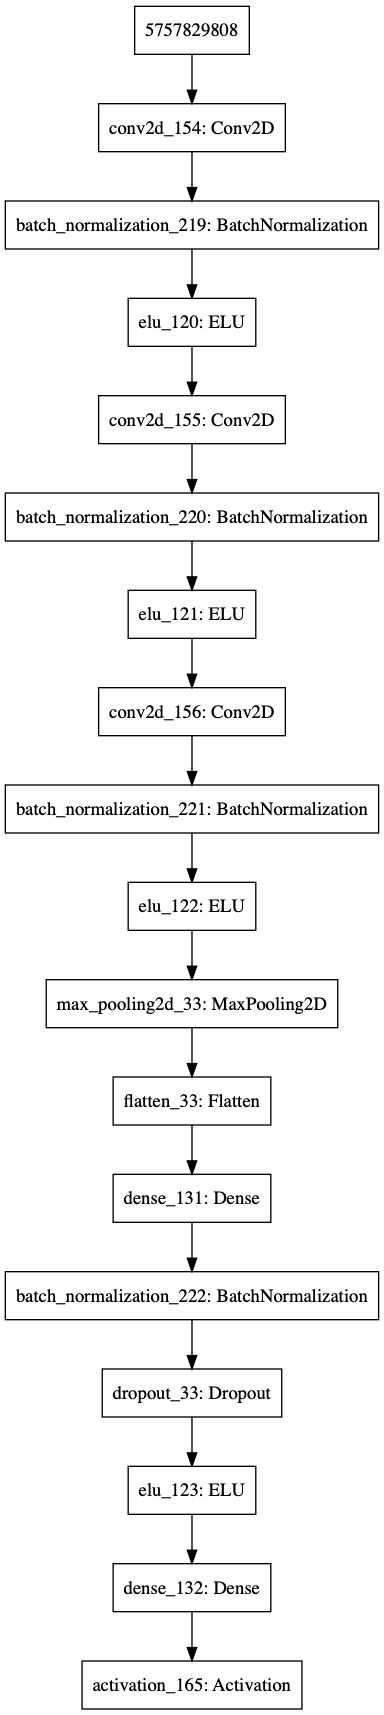 5757829808
conv2d_154: Conv2D
batch_normalization_219: BatchNormalization
elu_120: ELU
conv2d_155: Conv2D
batch_normalization_220: BatchNormalization
elu_121: ELU
conv2d_156: Conv2D
batch_normalization_221: BatchNormalization
elu_122: ELU
max_pooling2d_33: MaxPooling2D
flatten_33: Flatten
dense_131: Dense
batch_normalization_222: BatchNormalization
dropout_33: Dropout
elu_123: ELU
dense_132: Dense
activation_165: Activation